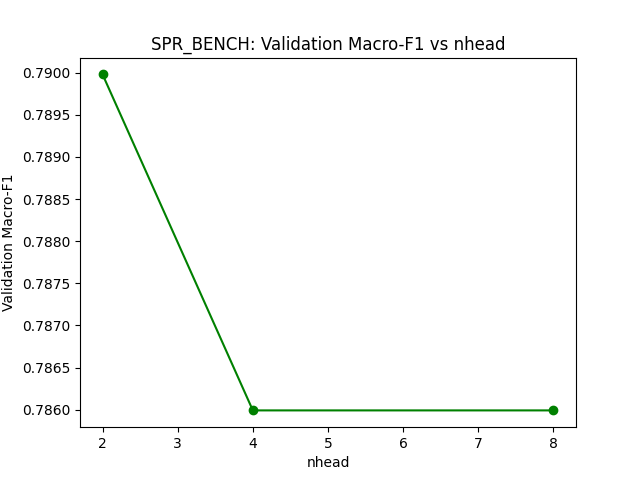 SPR_BENCH: Validation Macro-F1 vs nhead
Validation Macro-F1
0.7900
0.7895
0.7890
0.7885
0.7880
0.7875
0.7870
0.7865
0.7860
2 3 4 5 6 7 8
nhead